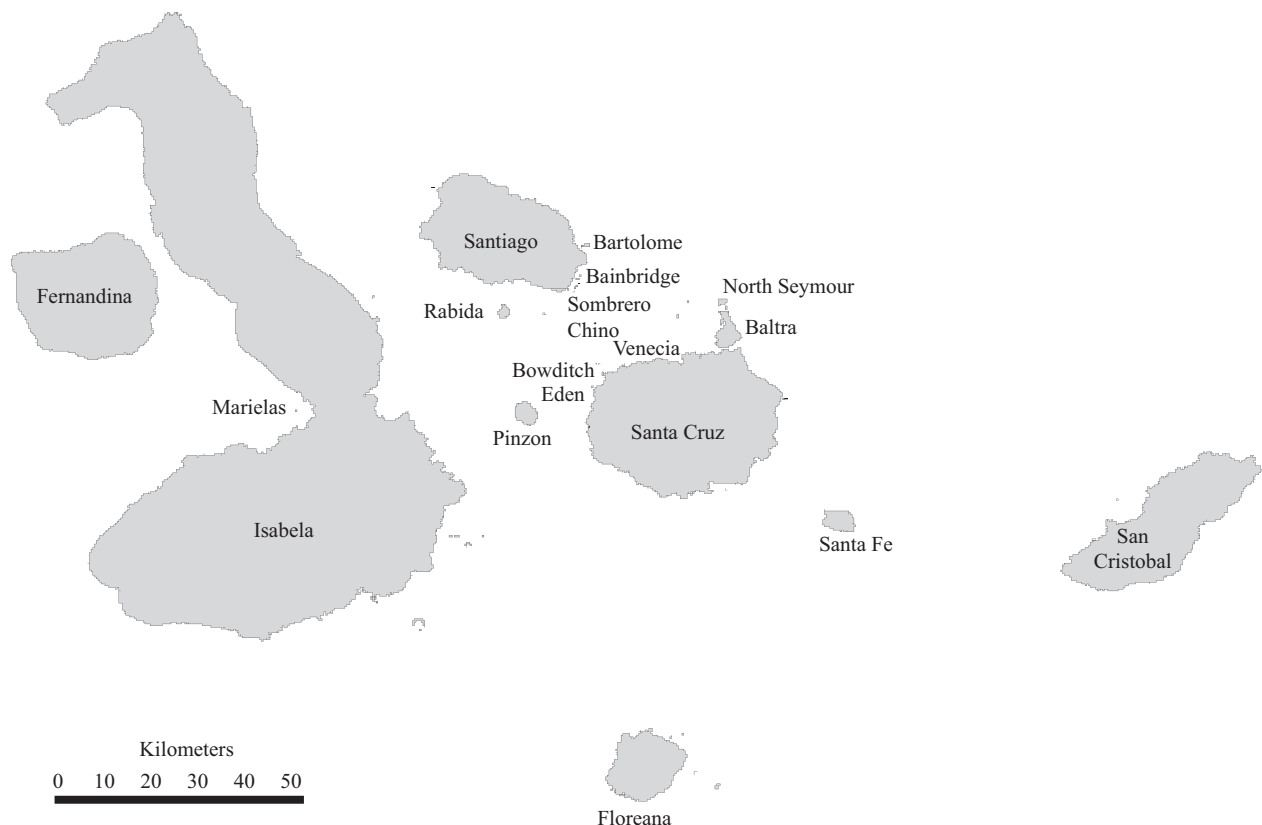 Santiago
Bartolome
Bainbridge
North Seymour
Fernandina
Rabida
Sombrero
Chino
Baltra
Venecia
Bowditch
Eden
Marielas
Pinzon
Santa Cruz
Isabela
Santa Fe
San
Cristobal
Kilometers
0 10 20 30 40 50
Floreana